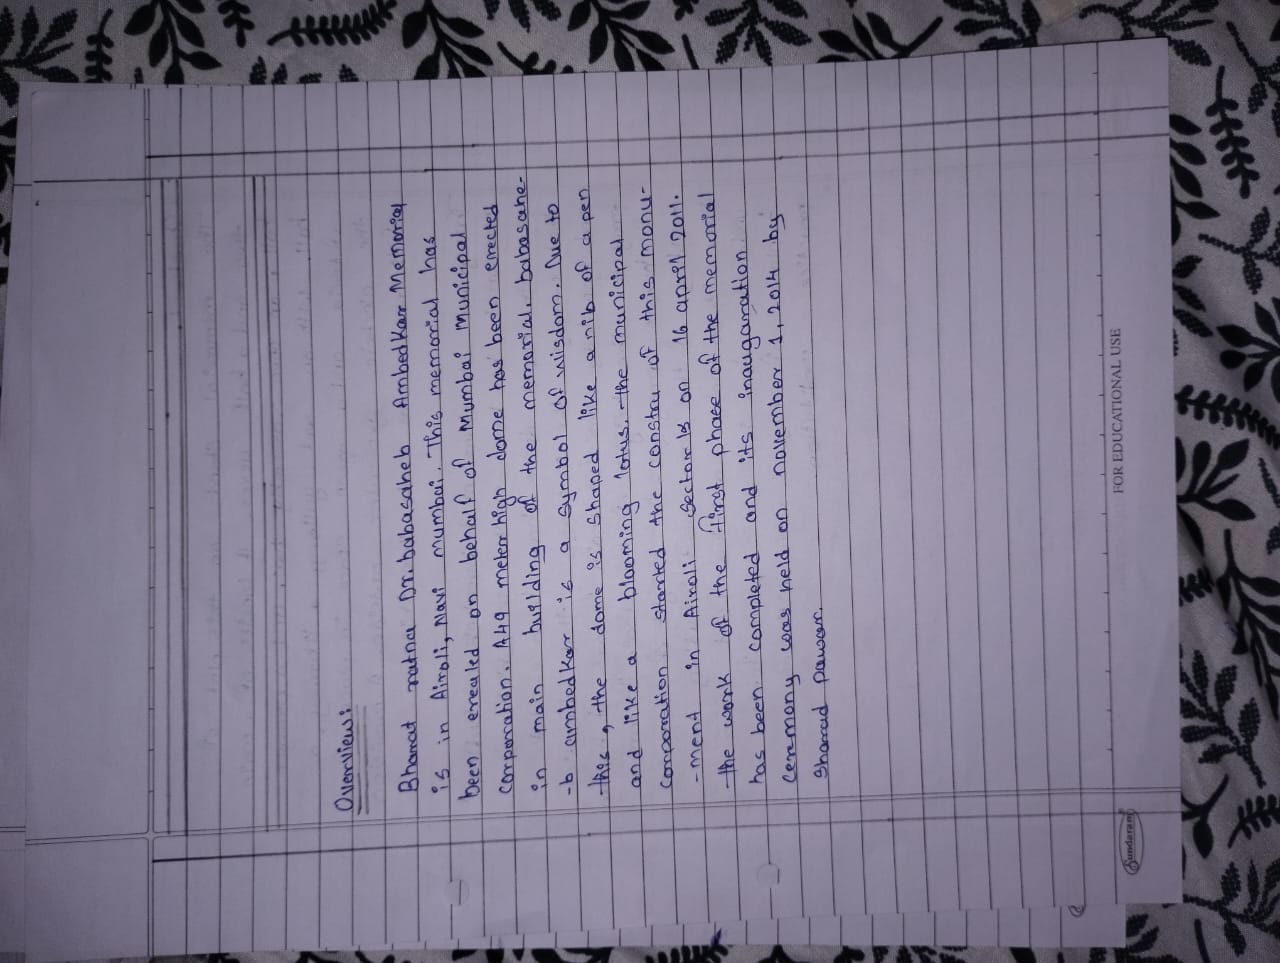 Overview:
Bharat ratna Dr. babasaheb Ambedkar Memorial
is in Airoli, Navi mumbai. This memorial has
been erealed on behalf of Mumbai Municipal
corporation. A49 meter high dome has been erected
in main building of the memorial. babasahe-
-b ambedkar is a symbol of wisdom. Due to
this, the dome is shaped like a nib of a pen
and like a blooming lotus. the municipal
corporation started the constru of this monu-
-ment in Airoli Sector 15 on 16 april 2011.
the work of the first phase of the memorial
has been completed and its inaugaration
ceremony was held on november 1, 2014 by
Sharad pawar.
Sundaram
FOR EDUCATIONAL USE